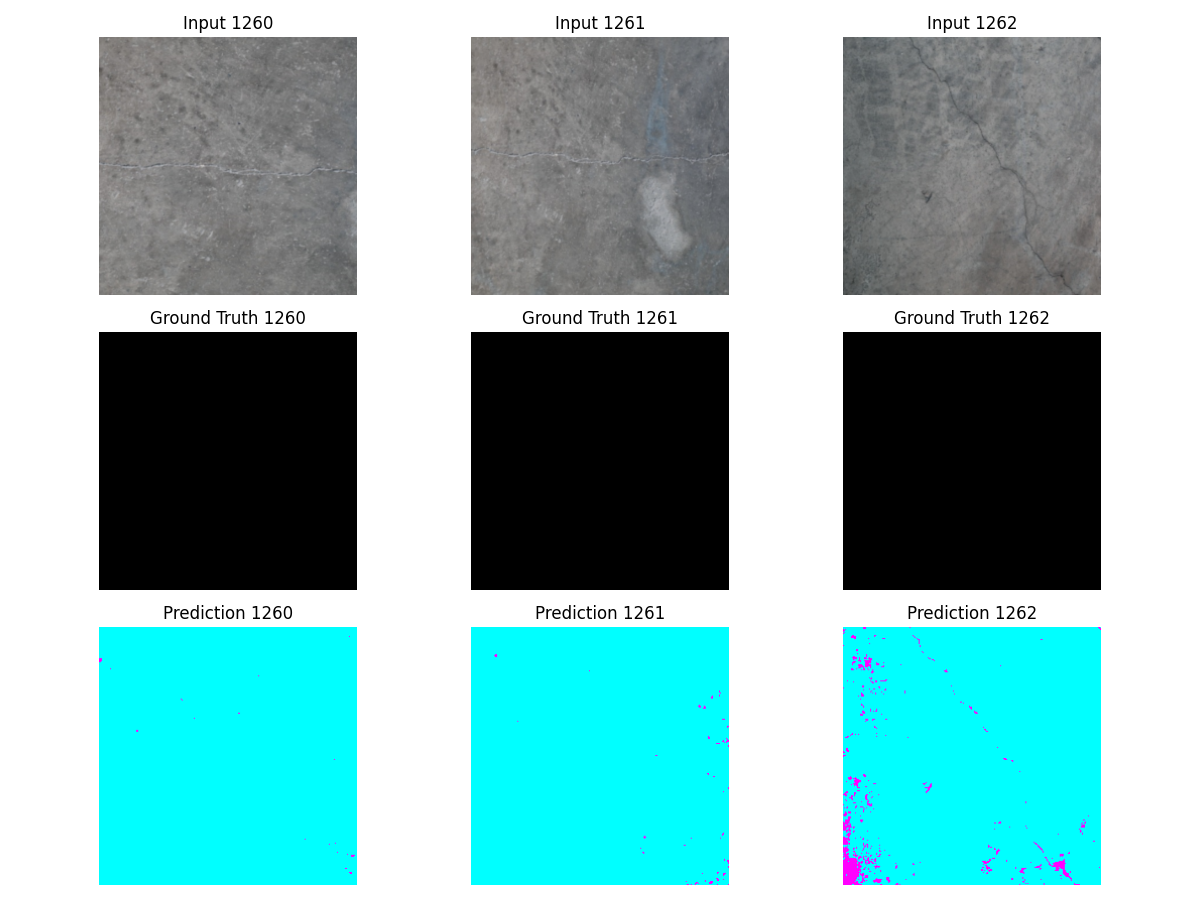 Input 1260
Input 1261
Input 1262
Ground Truth 1260
Ground Truth 1261
Ground Truth 1262
Prediction 1260
Prediction 1261
Prediction 1262